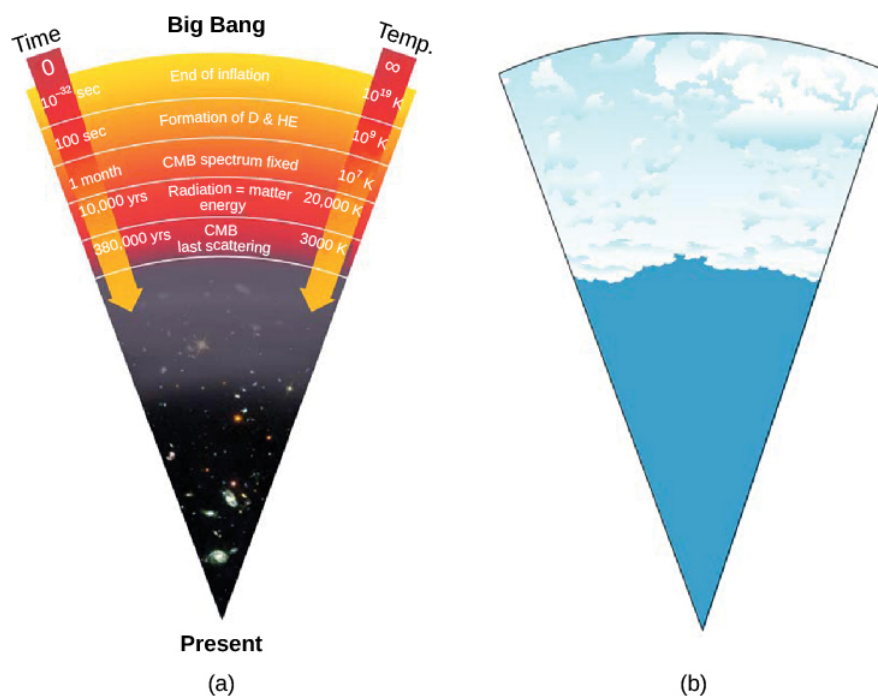 Big Bang
Time
Temp.
0
∞
10⁻³² sec
End of inflation
10¹⁹ K
100 sec
Formation of D & HE
10⁹ K
1 month
CMB spectrum fixed
10⁷ K
10,000 yrs
Radiation = matter
energy
20,000 K
380,000 yrs
CMB
last scattering
3000 K
Present
(a)
(b)